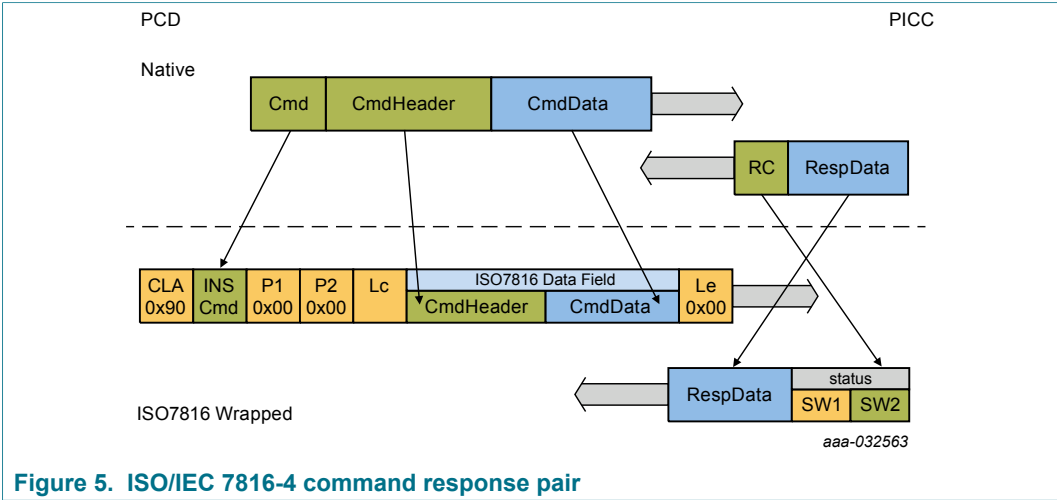 PCD PICC
Native
Cmd CmdHeader CmdData
RC RespData
CLA 0x90 INS Cmd P1 0x00 P2 0x00 Lc ISO7816 Data Field Le 0x00
CmdHeader CmdData
RespData status
SW1 SW2
ISO7816 Wrapped
aaa-032563
Figure 5. ISO/IEC 7816-4 command response pair